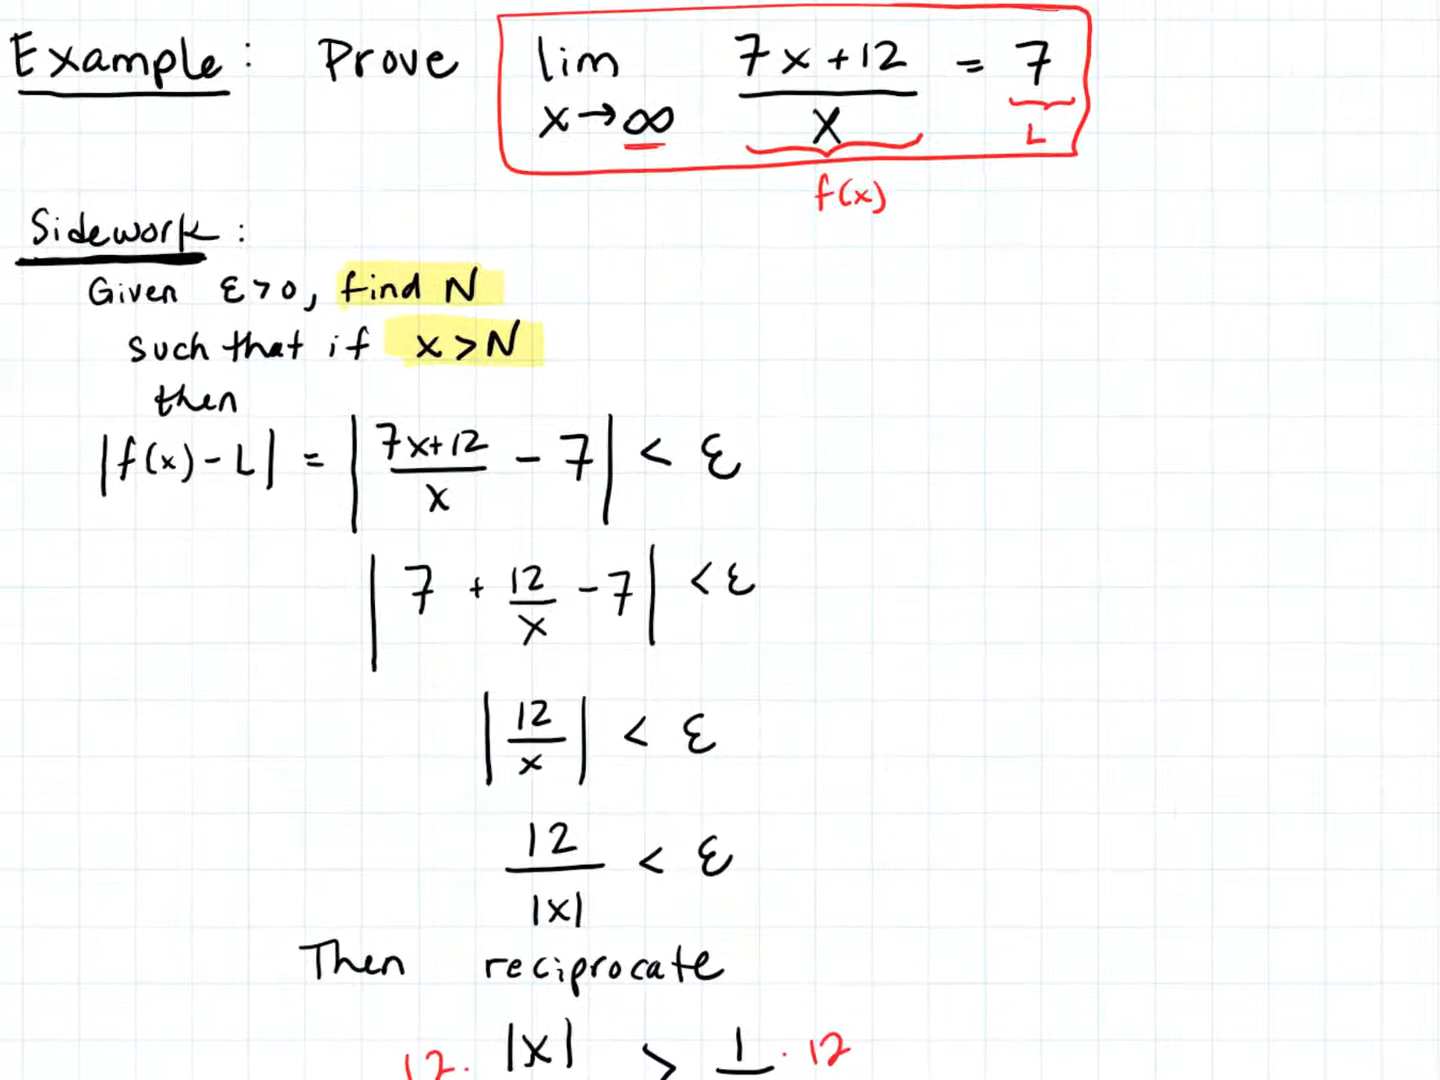 Example: Prove lim x→∞ (7x+12)/x = 7
L
f(x)
Sidework:
Given ε>0, find N
such that if x>N
then
|f(x)-L| = |(7x+12)/x - 7| < ε
|7 + 12/x - 7| < ε
|12/x| < ε
12/|x| < ε
Then reciprocate
12· |x| > 1 · 12